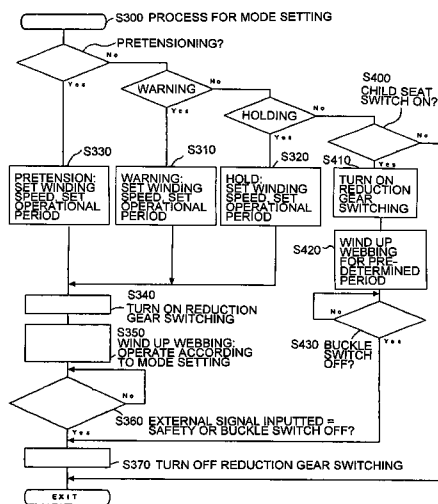 S300 PROCESS FOR MODE SETTING
PRETENSIONING?
No
Yes
WARNING
No
Yes
HOLDING
No
Yes
S400
CHILD SEAT
SWITCH ON?
No
Yes
S330
PRETENSION:
SET WINDING
SPEED, SET
OPERATIONAL
PERIOD
S310
WARNING:
SET WINDING
SPEED, SET
OPERATIONAL
PERIOD
S320
HOLD:
SET WINDING
SPEED, SET
OPERATIONAL
PERIOD
S410
TURN ON
REDUCTION
GEAR
SWITCHING
S420
WIND UP
WEBBING
FOR PRE-
DETERMINED
PERIOD
No
Yes
S430 BUCKLE
SWITCH
OFF?
S340
TURN ON REDUCTION
GEAR SWITCHING
S350
WIND UP WEBBING:
OPERATE ACCORDING
TO MODE SETTING
No
Yes
S360 EXTERNAL SIGNAL INPUTTED =
SAFETY OR BUCKLE SWITCH OFF?
S370 TURN OFF REDUCTION GEAR SWITCHING
EXIT